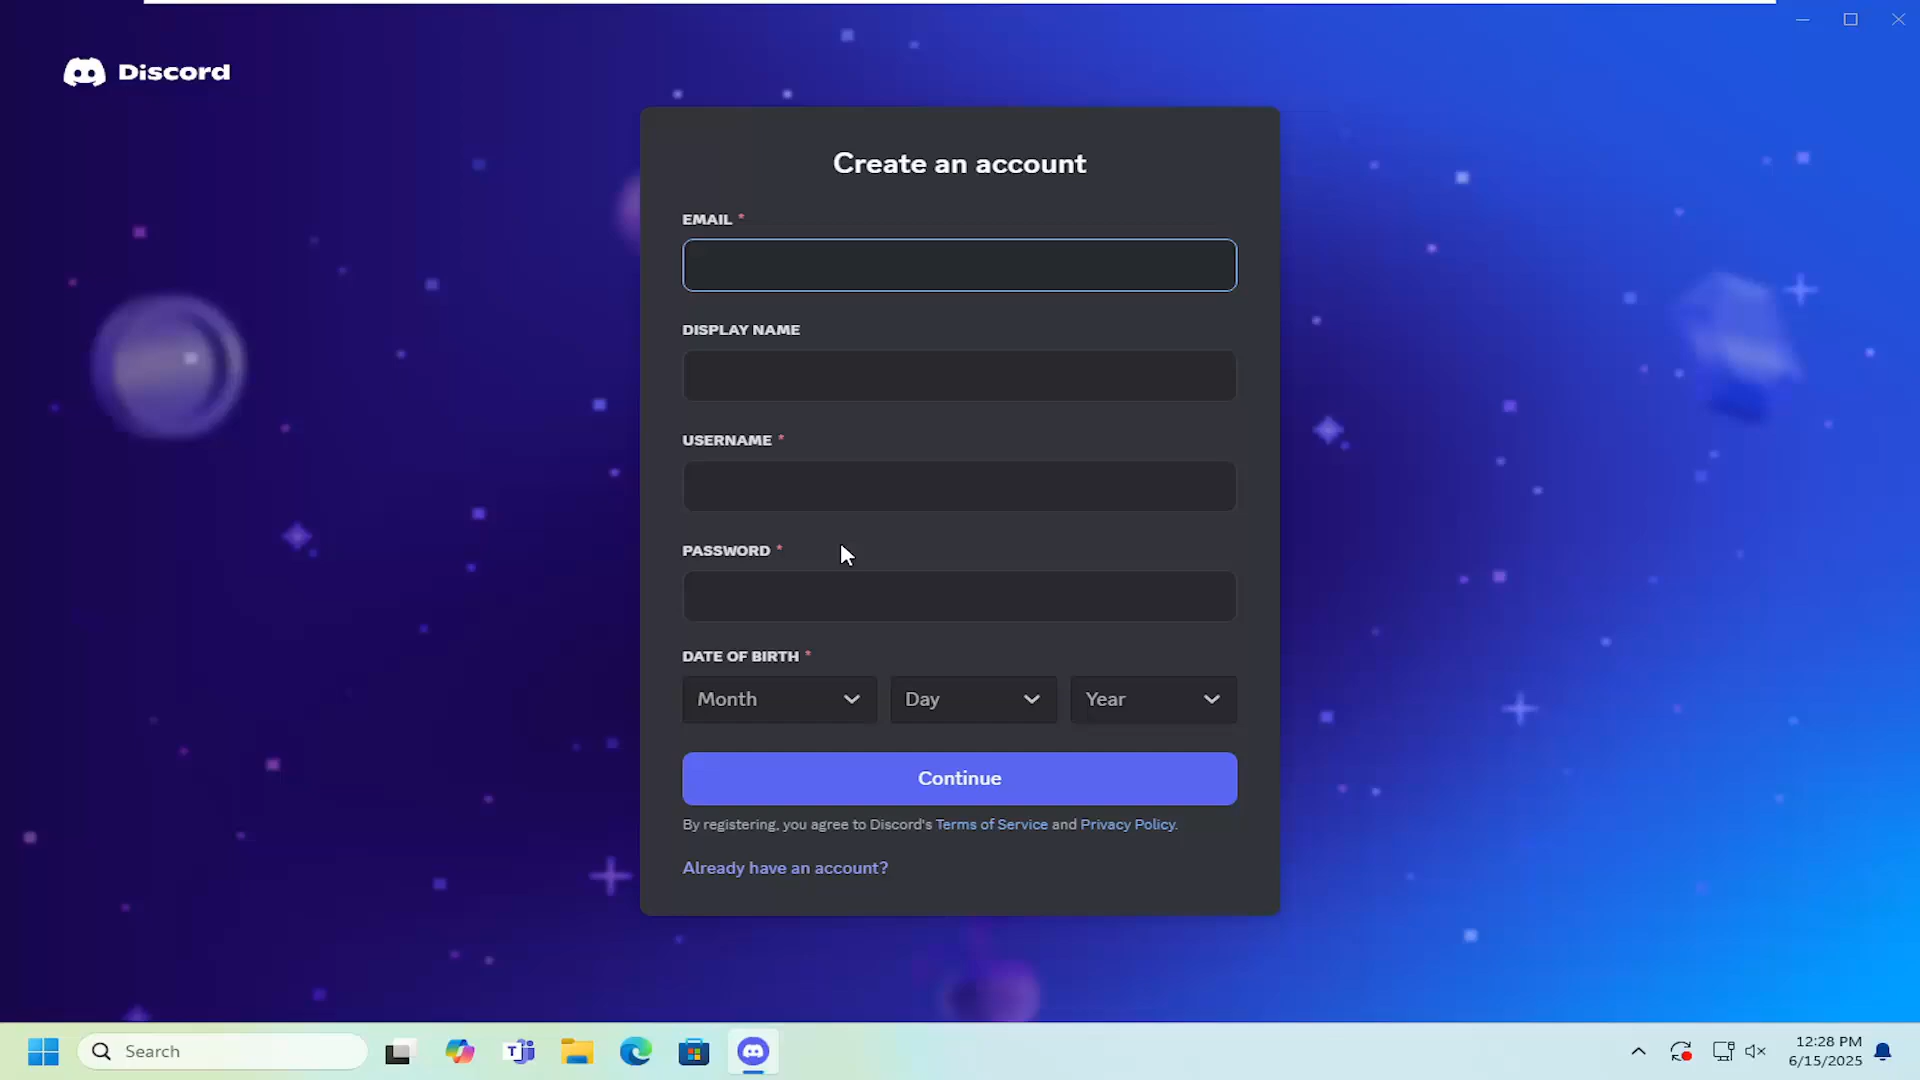 Discord
Create an account
EMAIL *
DISPLAY NAME
USERNAME *
PASSWORD *
DATE OF BIRTH *
Month Day Year
Continue
By registering, you agree to Discord's Terms of Service and Privacy Policy.
Already have an account?
Search
12:28 PM
6/15/2025